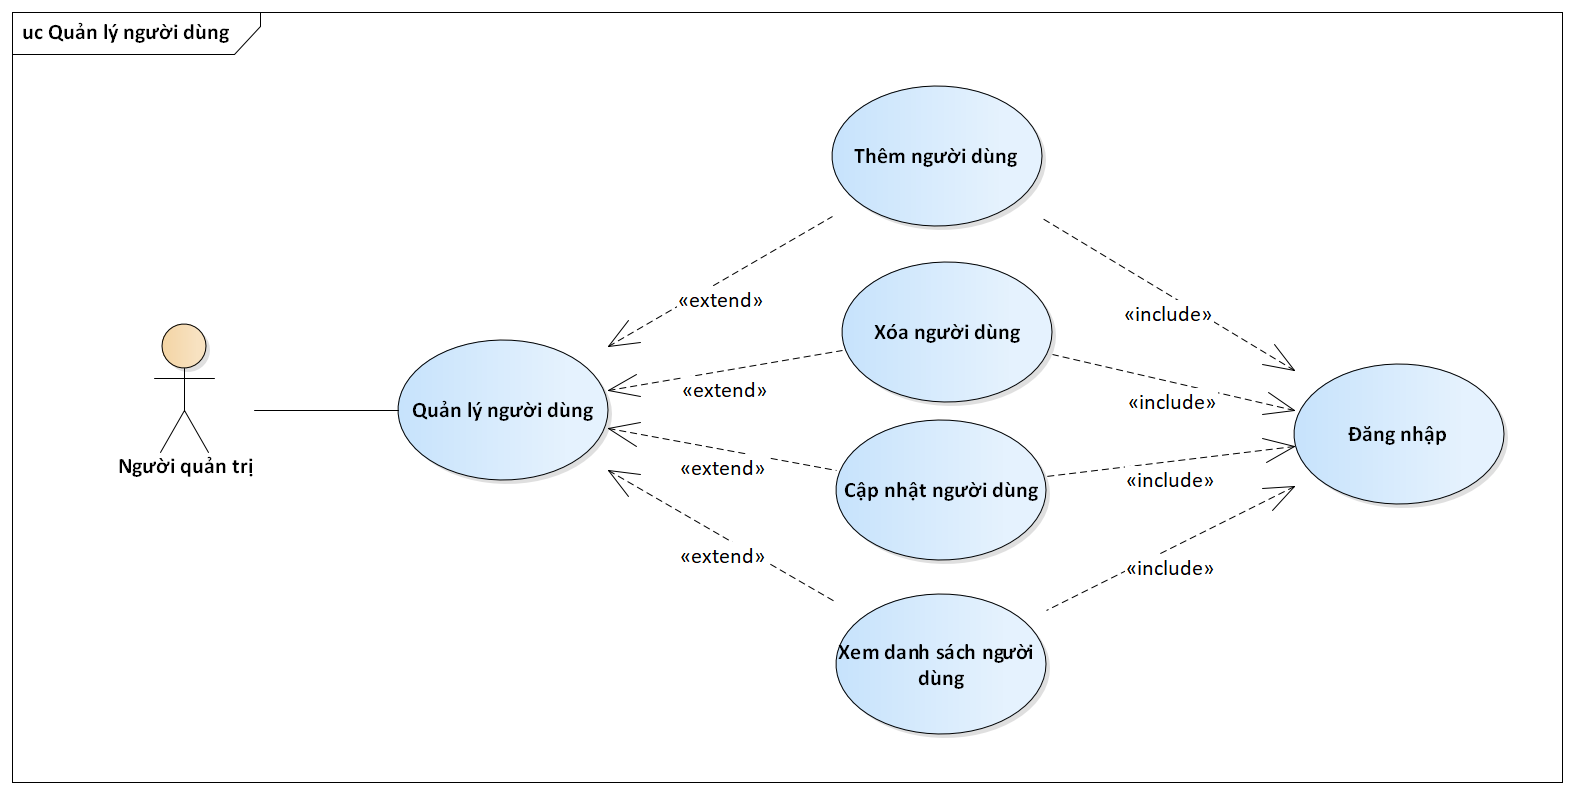 uc Quản lý người dùng
Thêm người dùng
«extend»
«include»
Xóa người dùng
«extend»
«include»
Người quản trị
Quản lý người dùng
Đăng nhập
«extend»
«include»
Cập nhật người dùng
«extend»
«include»
Xem danh sách người
dùng